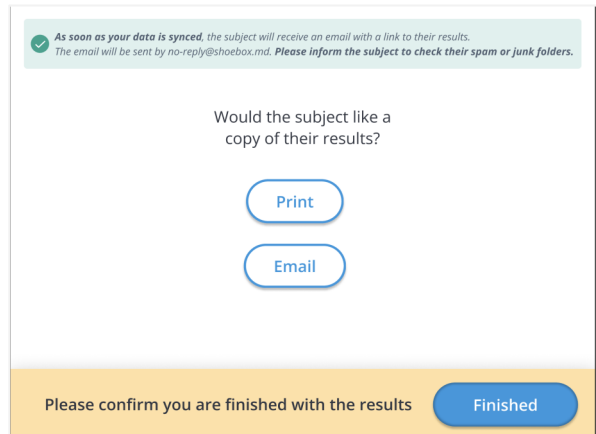 As soon as your data is synced, the subject will receive an email with a link to their results.
The email will be sent by no-reply@shoebox.md. Please inform the subject to check their spam or junk folders.
Would the subject like a
copy of their results?
Print
Email
Please confirm you are finished with the results
Finished